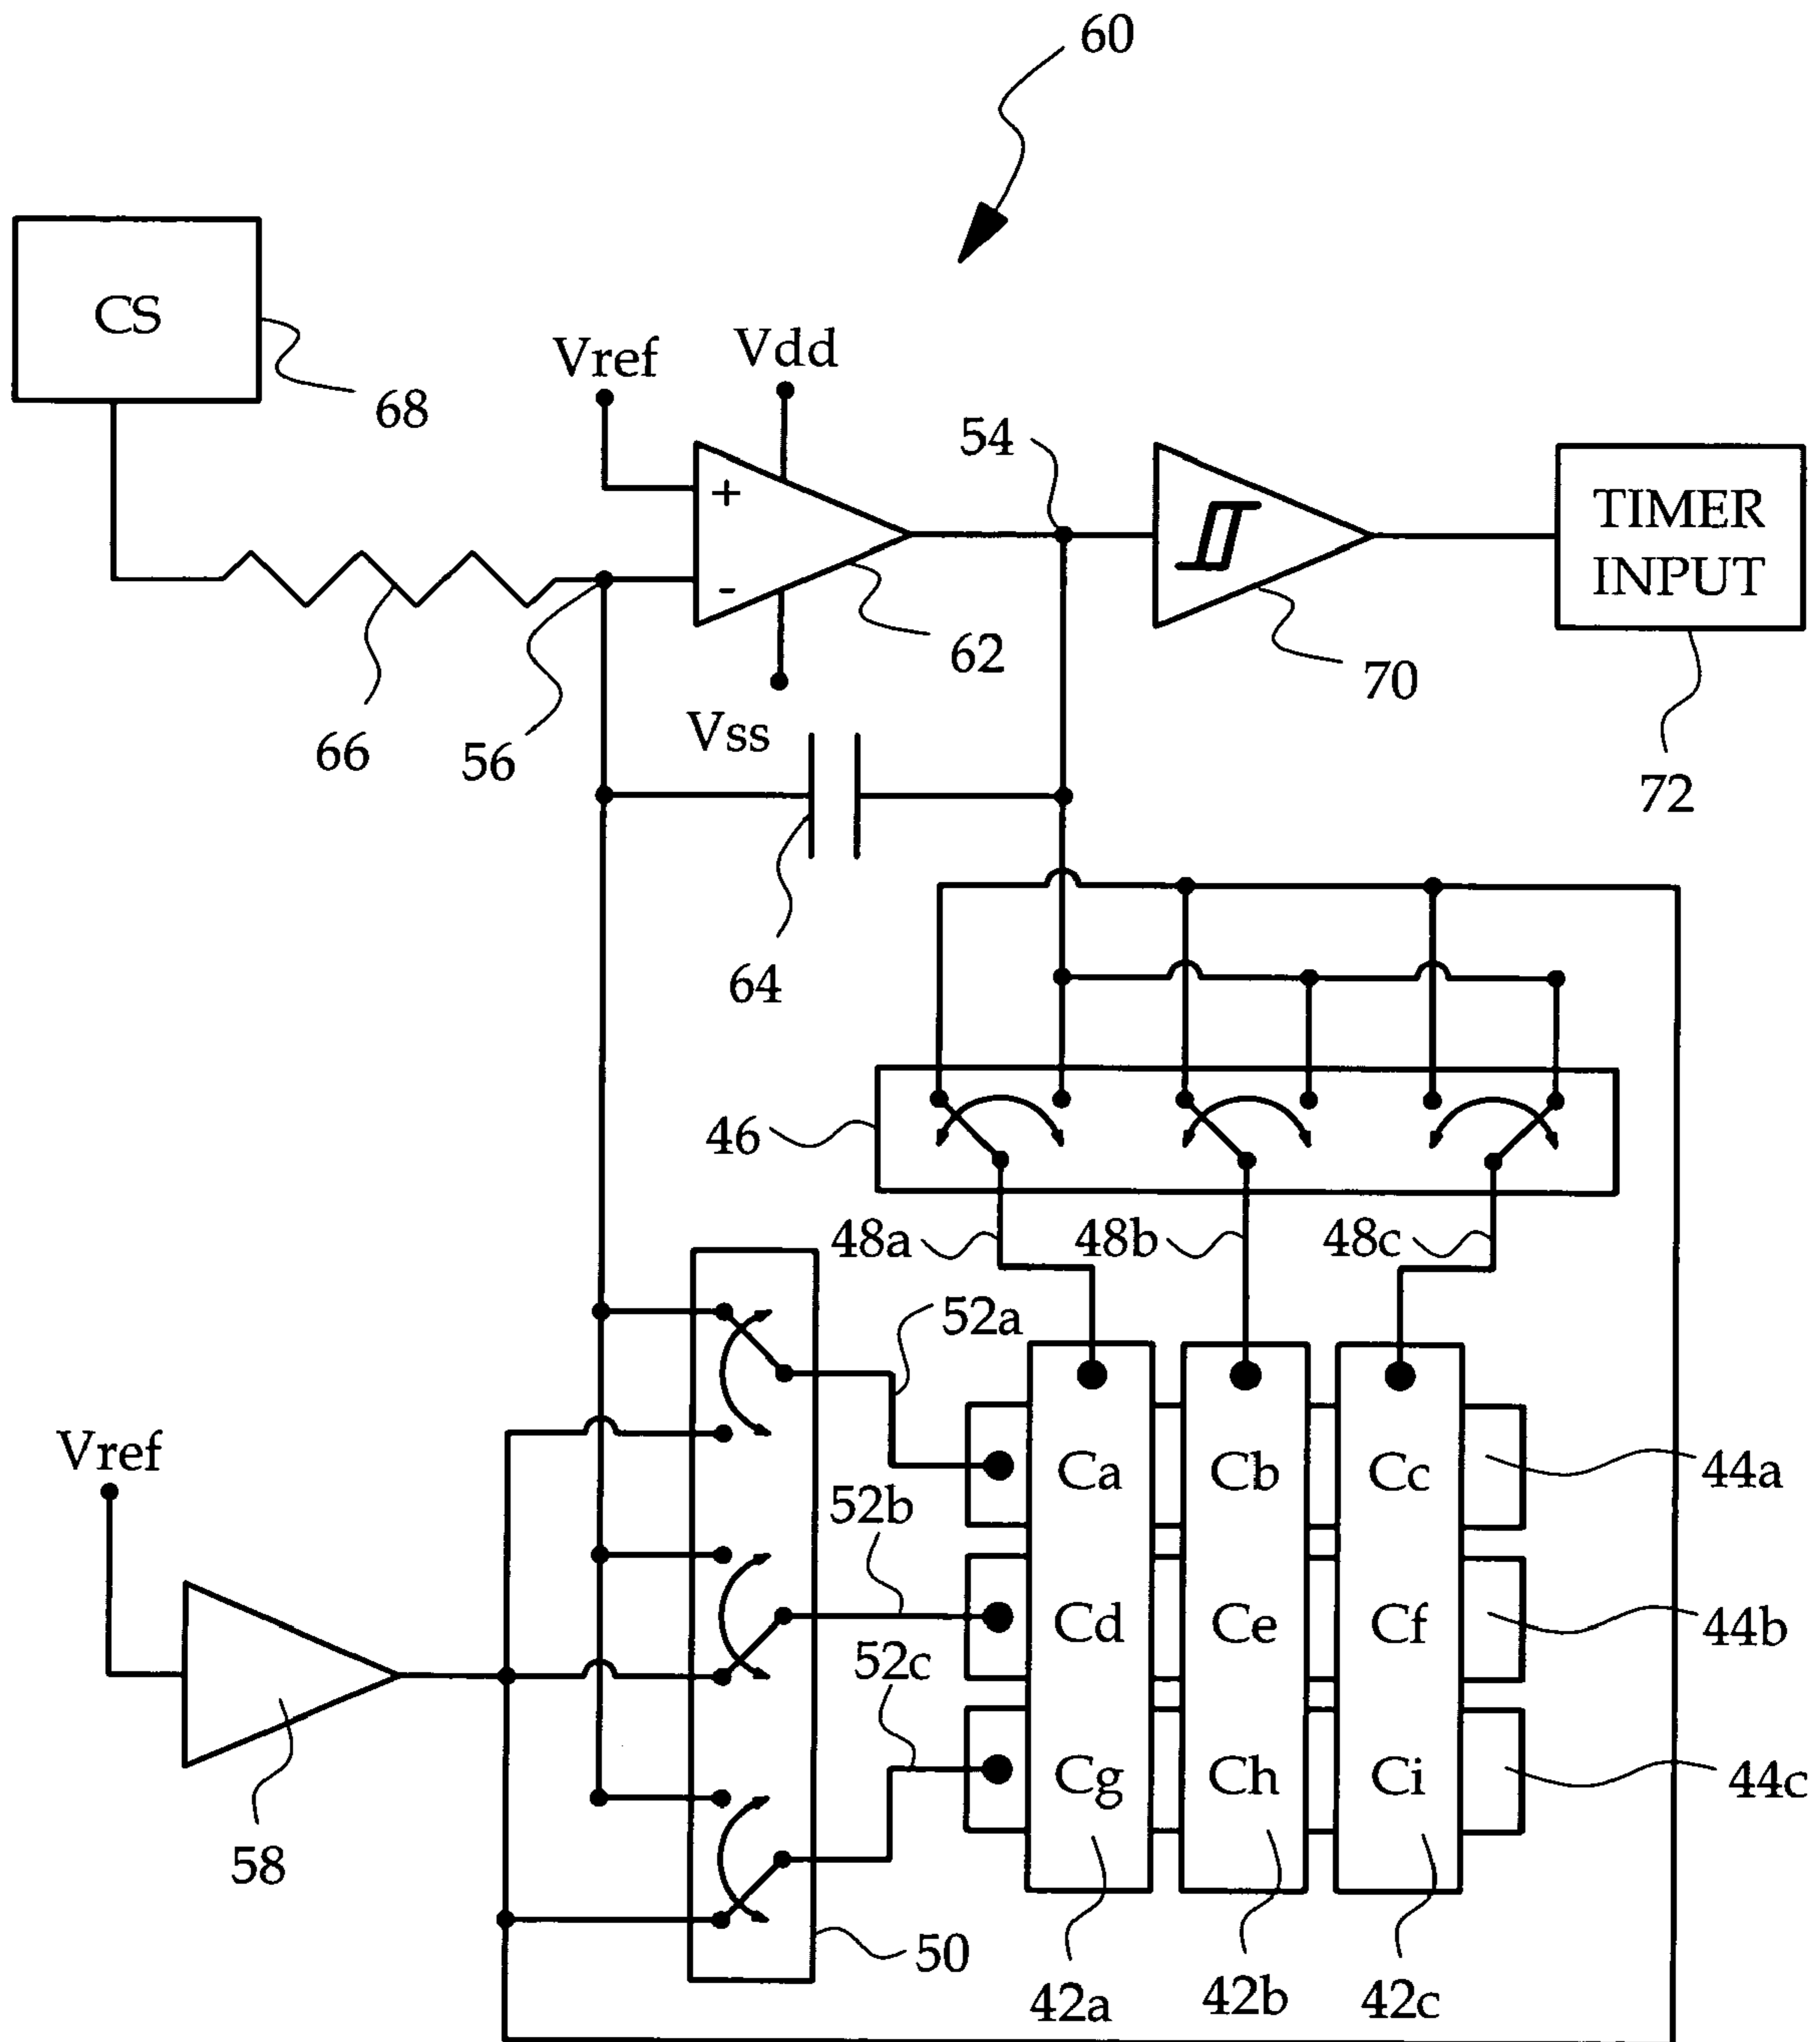 60
CS
68
Vref
Vdd
+
-
Vss
62
54
70
TIMER
INPUT
72
66
56
64
46
48a
48b
48c
52a
52b
52c
Vref
58
50
Ca
Cb
Cc
Cd
Ce
Cf
Cg
Ch
Ci
44a
44b
44c
42a
42b
42c